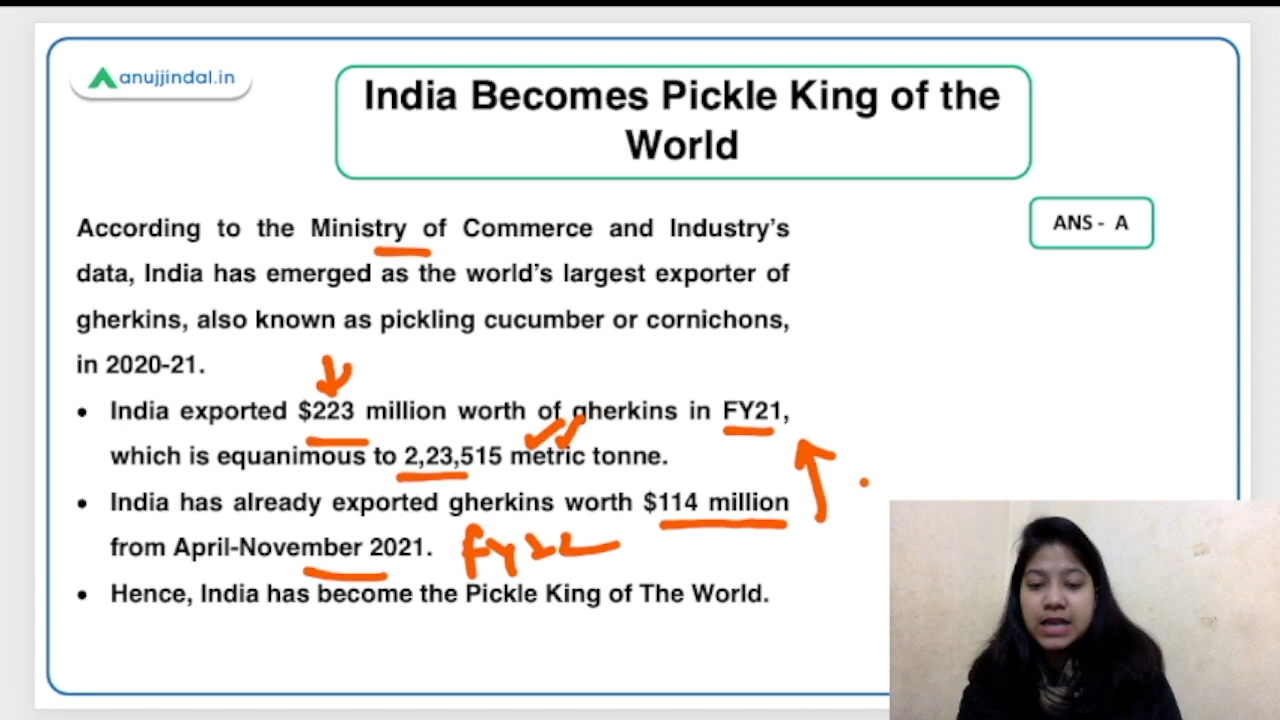 anujjindal.in
India Becomes Pickle King of the
World
ANS - A
According to the Ministry of Commerce and Industry's
data, India has emerged as the world's largest exporter of
gherkins, also known as pickling cucumber or cornichons,
in 2020-21.
• India exported $223 million worth of gherkins in FY21,
which is equanimous to 2,23,515 metric tonne.
• India has already exported gherkins worth $114 million
from April-November 2021. FY22
• Hence, India has become the Pickle King of The World.